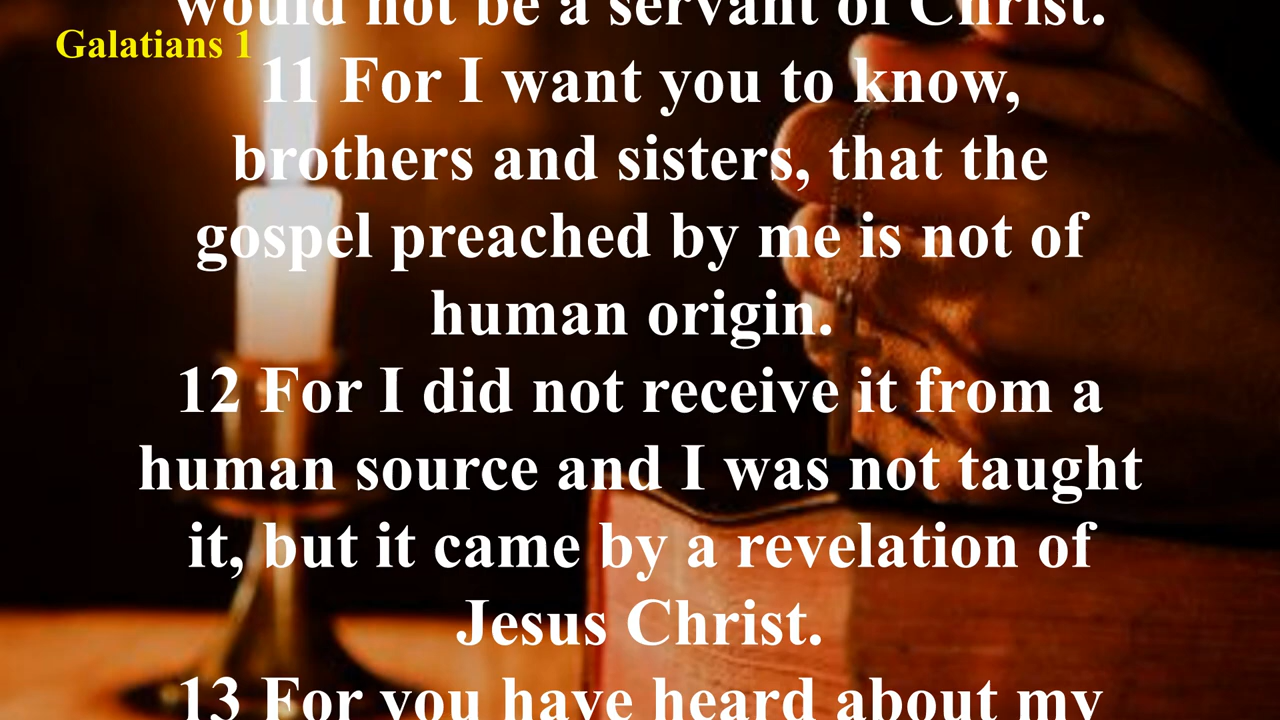 would not be a servant of Christ.
Galatians 1
11 For I want you to know,
brothers and sisters, that the
gospel preached by me is not of
human origin.
12 For I did not receive it from a
human source and I was not taught
it, but it came by a revelation of
Jesus Christ.
13 For you have heard about my